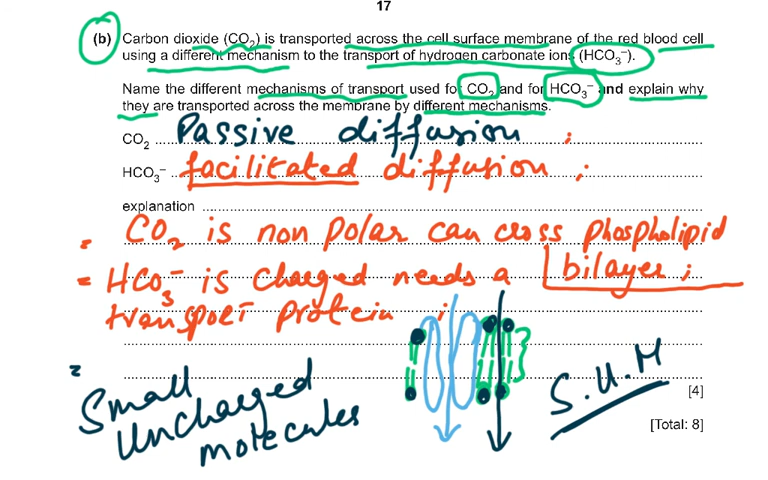 17
(b) Carbon dioxide (CO₂) is transported across the cell surface membrane of the red blood cell
using a different mechanism to the transport of hydrogen carbonate ions (HCO₃⁻).
Name the different mechanisms of transport used for CO₂ and for HCO₃⁻ and explain why
they are transported across the membrane by different mechanisms.
CO₂ Passive diffusion ;
HCO₃⁻ facilitated diffusion ;
explanation
CO₂ is non polar can cross phospholipid
bilayer ;
HCO₃⁻ is charged needs a
transport protein ;
Small
Uncharged
molecules
S.U.M
[4]
[Total: 8]